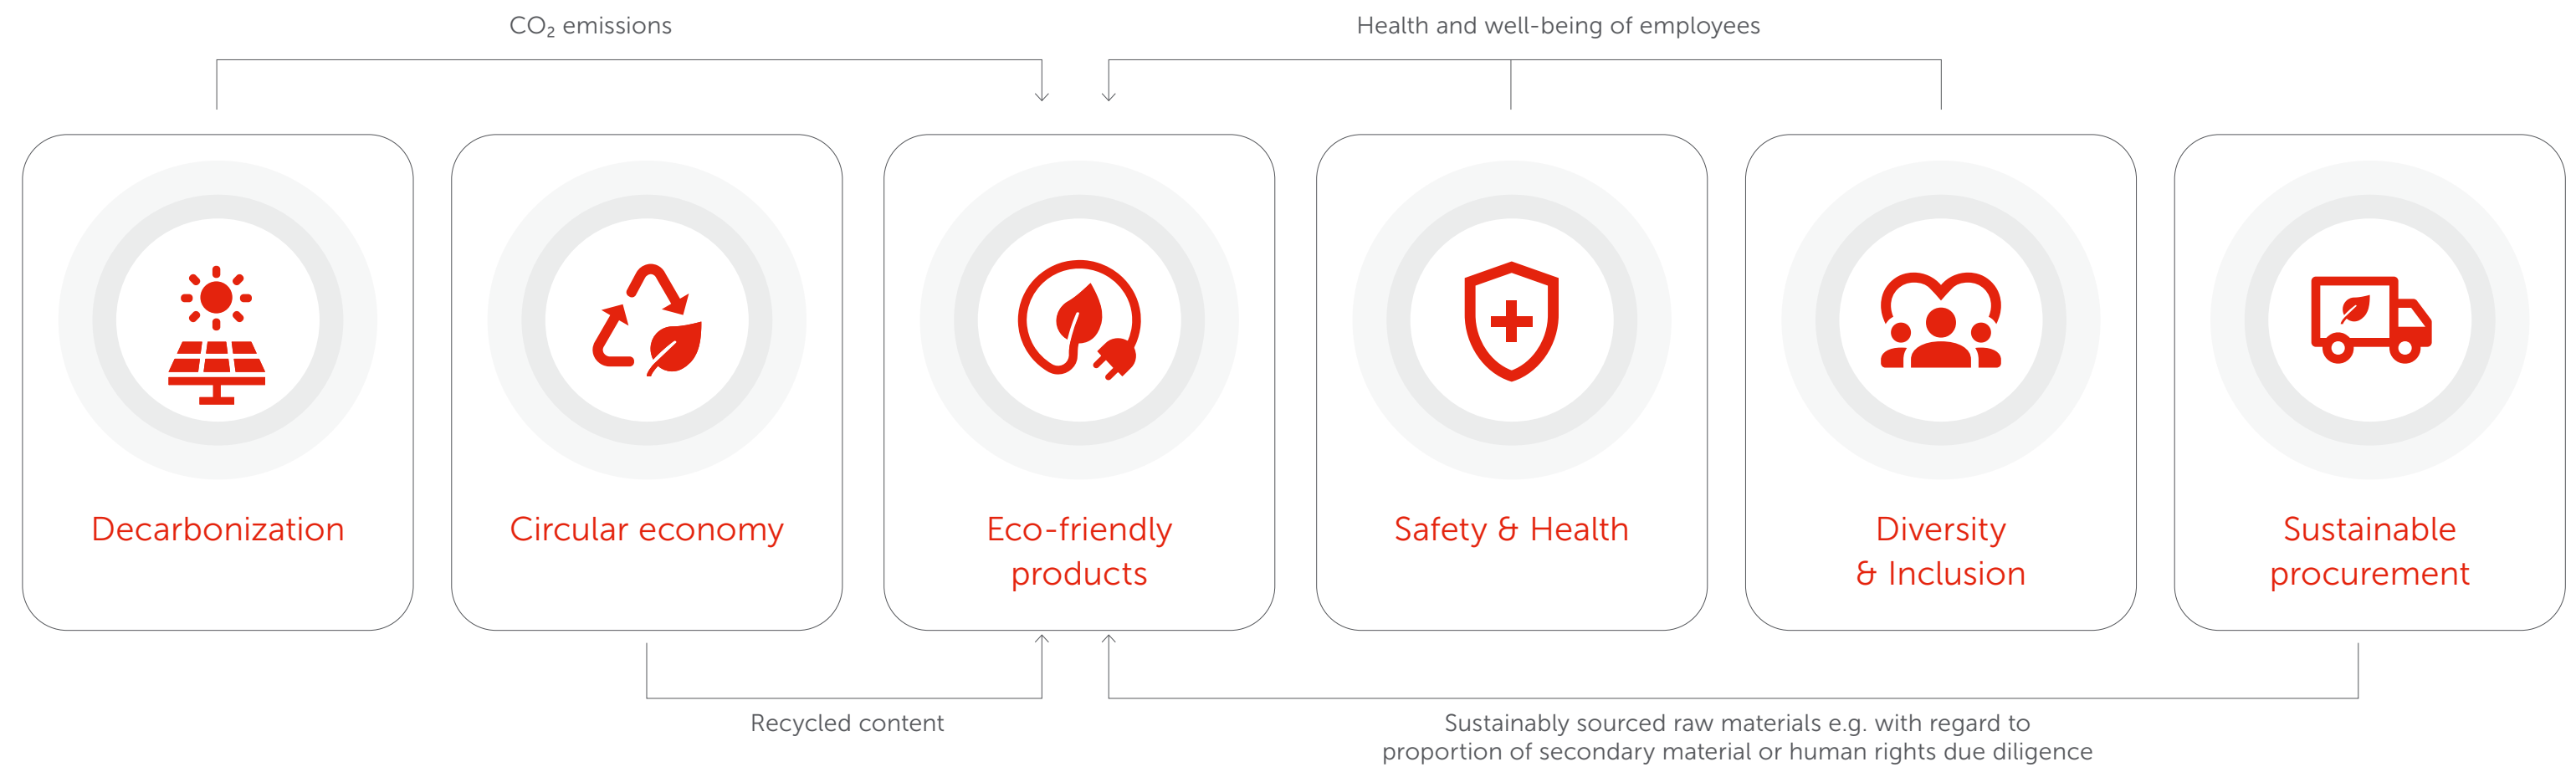 CO₂ emissions
Health and well-being of employees
Decarbonization
Circular economy
Eco-friendly
products
Safety & Health
Diversity
& Inclusion
Sustainable
procurement
Recycled content
Sustainably sourced raw materials e.g. with regard to
proportion of secondary material or human rights due diligence